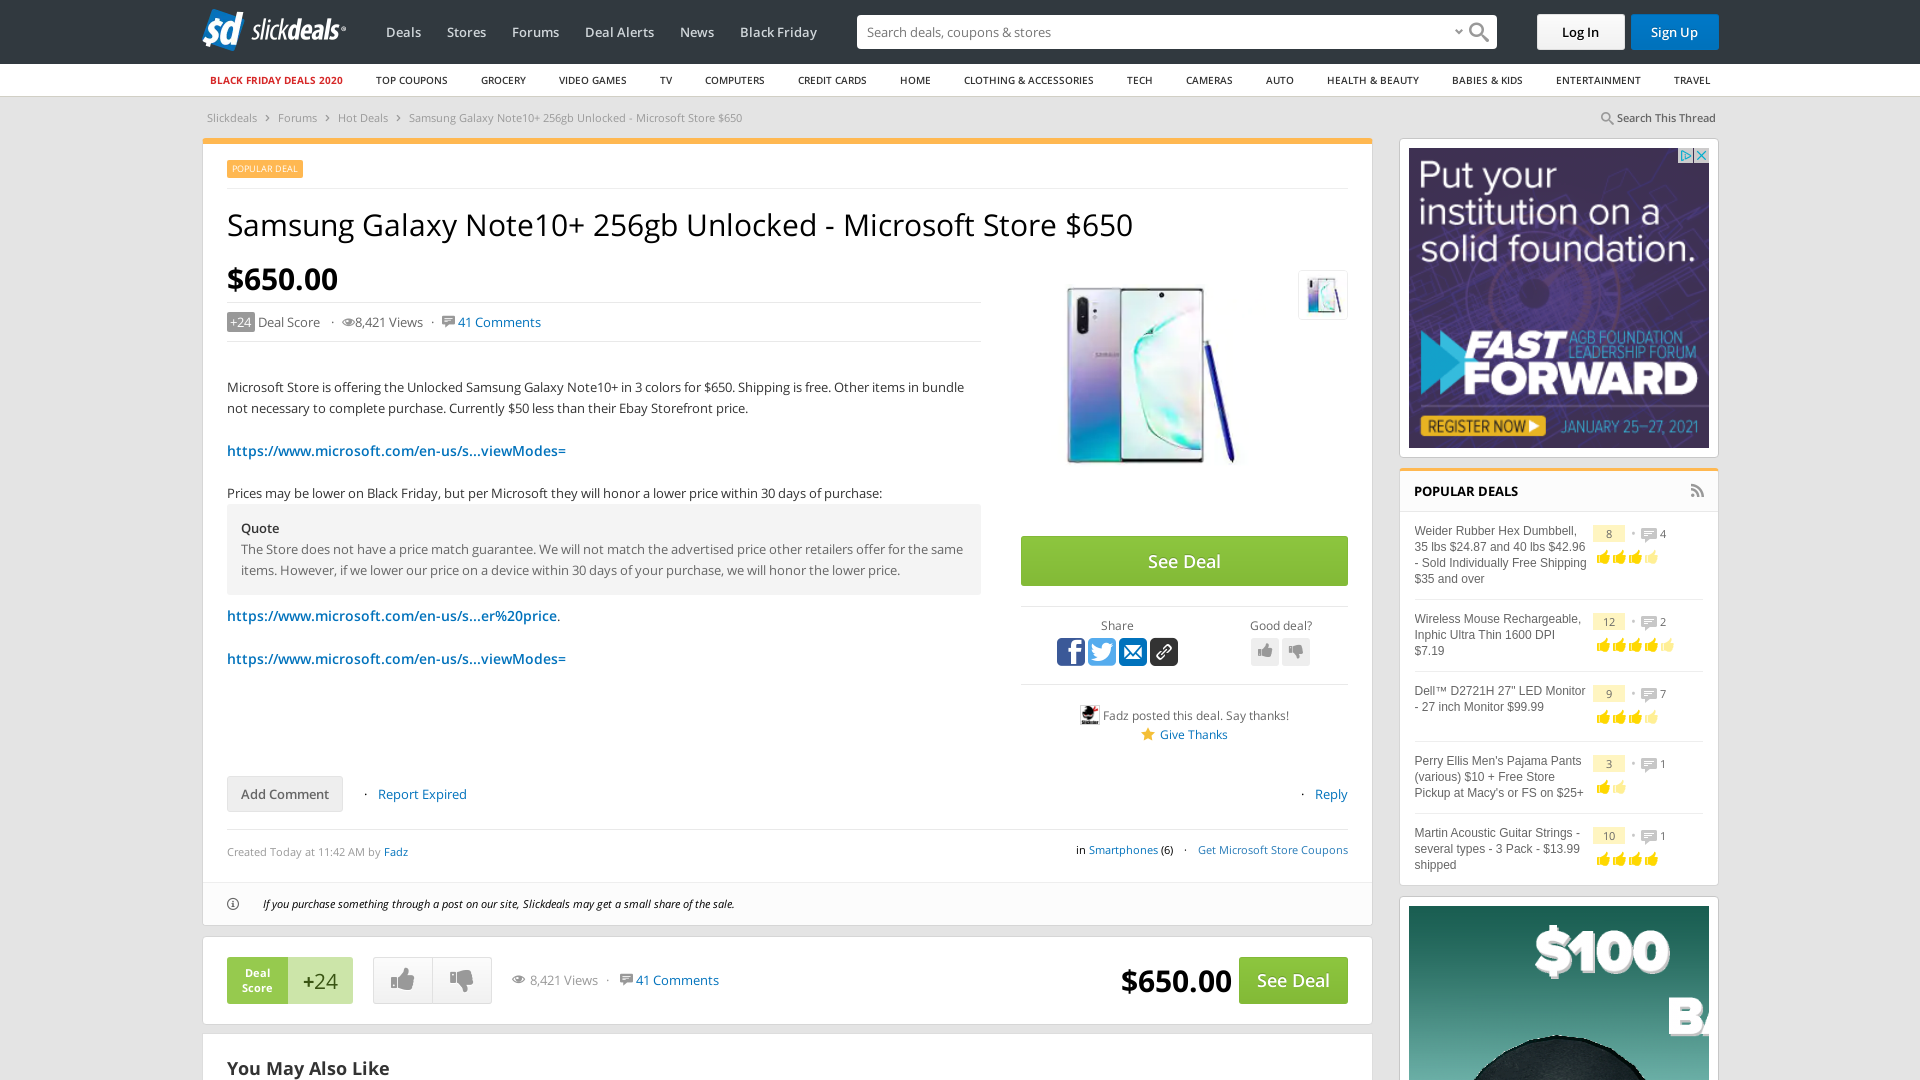 slickdeals
Deals
Stores
Forums
Deal Alerts
News
Black Friday
Search deals, coupons & stores
Log In
Sign Up
BLACK FRIDAY DEALS 2020
TOP COUPONS
GROCERY
VIDEO GAMES
TV
COMPUTERS
CREDIT CARDS
HOME
CLOTHING & ACCESSORIES
TECH
CAMERAS
AUTO
HEALTH & BEAUTY
BABIES & KIDS
ENTERTAINMENT
TRAVEL
Slickdeals › Forums › Hot Deals › Samsung Galaxy Note10+ 256gb Unlocked - Microsoft Store $650
Search This Thread
POPULAR DEAL
Samsung Galaxy Note10+ 256gb Unlocked - Microsoft Store $650
$650.00
+24 Deal Score · 8,421 Views · 41 Comments
Microsoft Store is offering the Unlocked Samsung Galaxy Note10+ in 3 colors for $650. Shipping is free. Other items in bundle
not necessary to complete purchase. Currently $50 less than their Ebay Storefront price.
https://www.microsoft.com/en-us/s...viewModes=
Prices may be lower on Black Friday, but per Microsoft they will honor a lower price within 30 days of purchase:
Quote
The Store does not have a price match guarantee. We will not match the advertised price other retailers offer for the same
items. However, if we lower our price on a device within 30 days of your purchase, we will honor the lower price.
https://www.microsoft.com/en-us/s...er%20price.
https://www.microsoft.com/en-us/s...viewModes=
See Deal
Share
Good deal?
Fadz posted this deal. Say thanks!
Give Thanks
Add Comment · Report Expired
· Reply
Created Today at 11:42 AM by Fadz
in Smartphones (6) · Get Microsoft Store Coupons
If you purchase something through a post on our site, Slickdeals may get a small share of the sale.
Deal
Score
+24
8,421 Views · 41 Comments
$650.00
See Deal
You May Also Like
Put your
institution on a
solid foundation.
FAST
AGB FOUNDATION
LEADERSHIP FORUM
FORWARD
REGISTER NOW
JANUARY 25–27, 2021
POPULAR DEALS
Weider Rubber Hex Dumbbell,
35 lbs $24.87 and 40 lbs $42.96
- Sold Individually Free Shipping
$35 and over
8 · 4
Wireless Mouse Rechargeable,
Inphic Ultra Thin 1600 DPI
$7.19
12 · 2
Dell™ D2721H 27" LED Monitor
- 27 inch Monitor $99.99
9 · 7
Perry Ellis Men's Pajama Pants
(various) $10 + Free Store
Pickup at Macy's or FS on $25+
3 · 1
Martin Acoustic Guitar Strings -
several types - 3 Pack - $13.99
shipped
10 · 1
$100